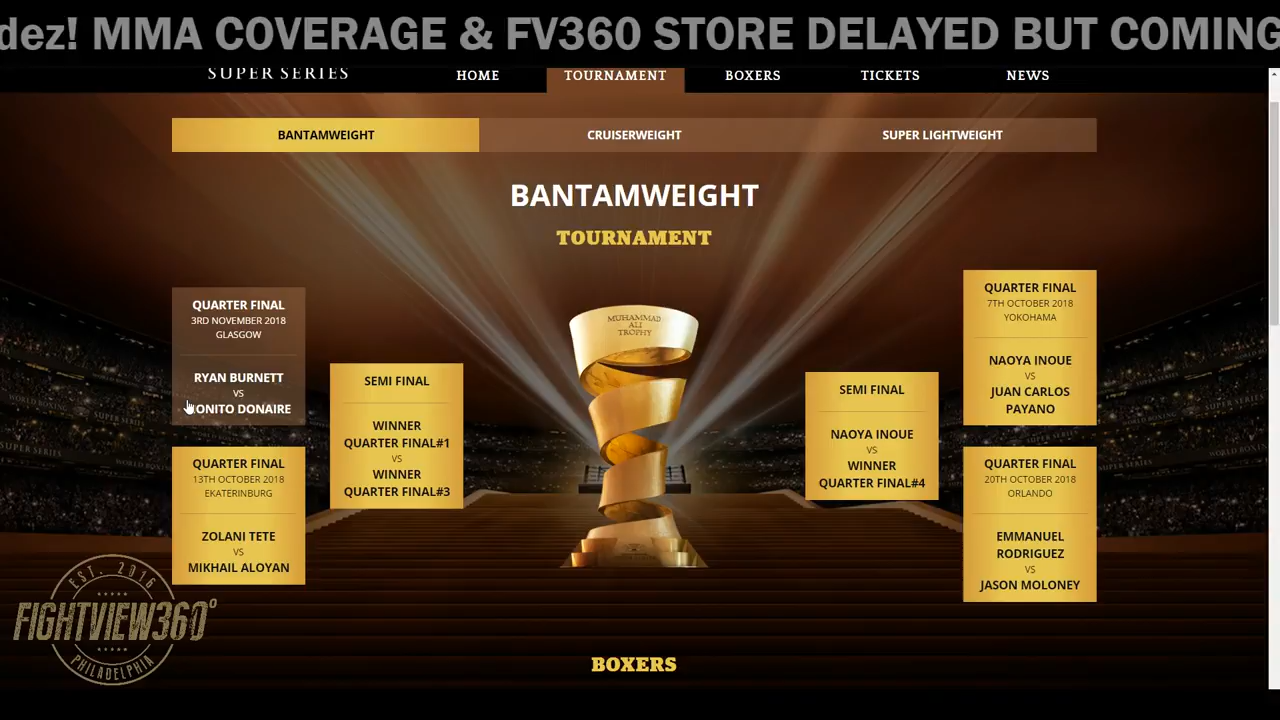 dez! MMA COVERAGE & FV360 STORE DELAYED BUT COMING
SUPER SERIES
HOME
TOURNAMENT
BOXERS
TICKETS
NEWS
BANTAMWEIGHT
CRUISERWEIGHT
SUPER LIGHTWEIGHT
BANTAMWEIGHT
TOURNAMENT
QUARTER FINAL
3RD NOVEMBER 2018
GLASGOW
RYAN BURNETT
VS
ONITO DONAIRE
QUARTER FINAL
13TH OCTOBER 2018
EKATERINBURG
ZOLANI TETE
VS
MIKHAIL ALOYAN
SEMI FINAL
WINNER
QUARTER FINAL#1
VS
WINNER
QUARTER FINAL#3
MUHAMMAD
ALI
TROPHY
SEMI FINAL
NAOYA INOUE
VS
WINNER
QUARTER FINAL#4
QUARTER FINAL
7TH OCTOBER 2018
YOKOHAMA
NAOYA INOUE
VS
JUAN CARLOS
PAYANO
QUARTER FINAL
20TH OCTOBER 2018
ORLANDO
EMMANUEL
RODRIGUEZ
VS
JASON MOLONEY
EST. 2016
FIGHTVIEW360°
PHILADELPHIA
BOXERS